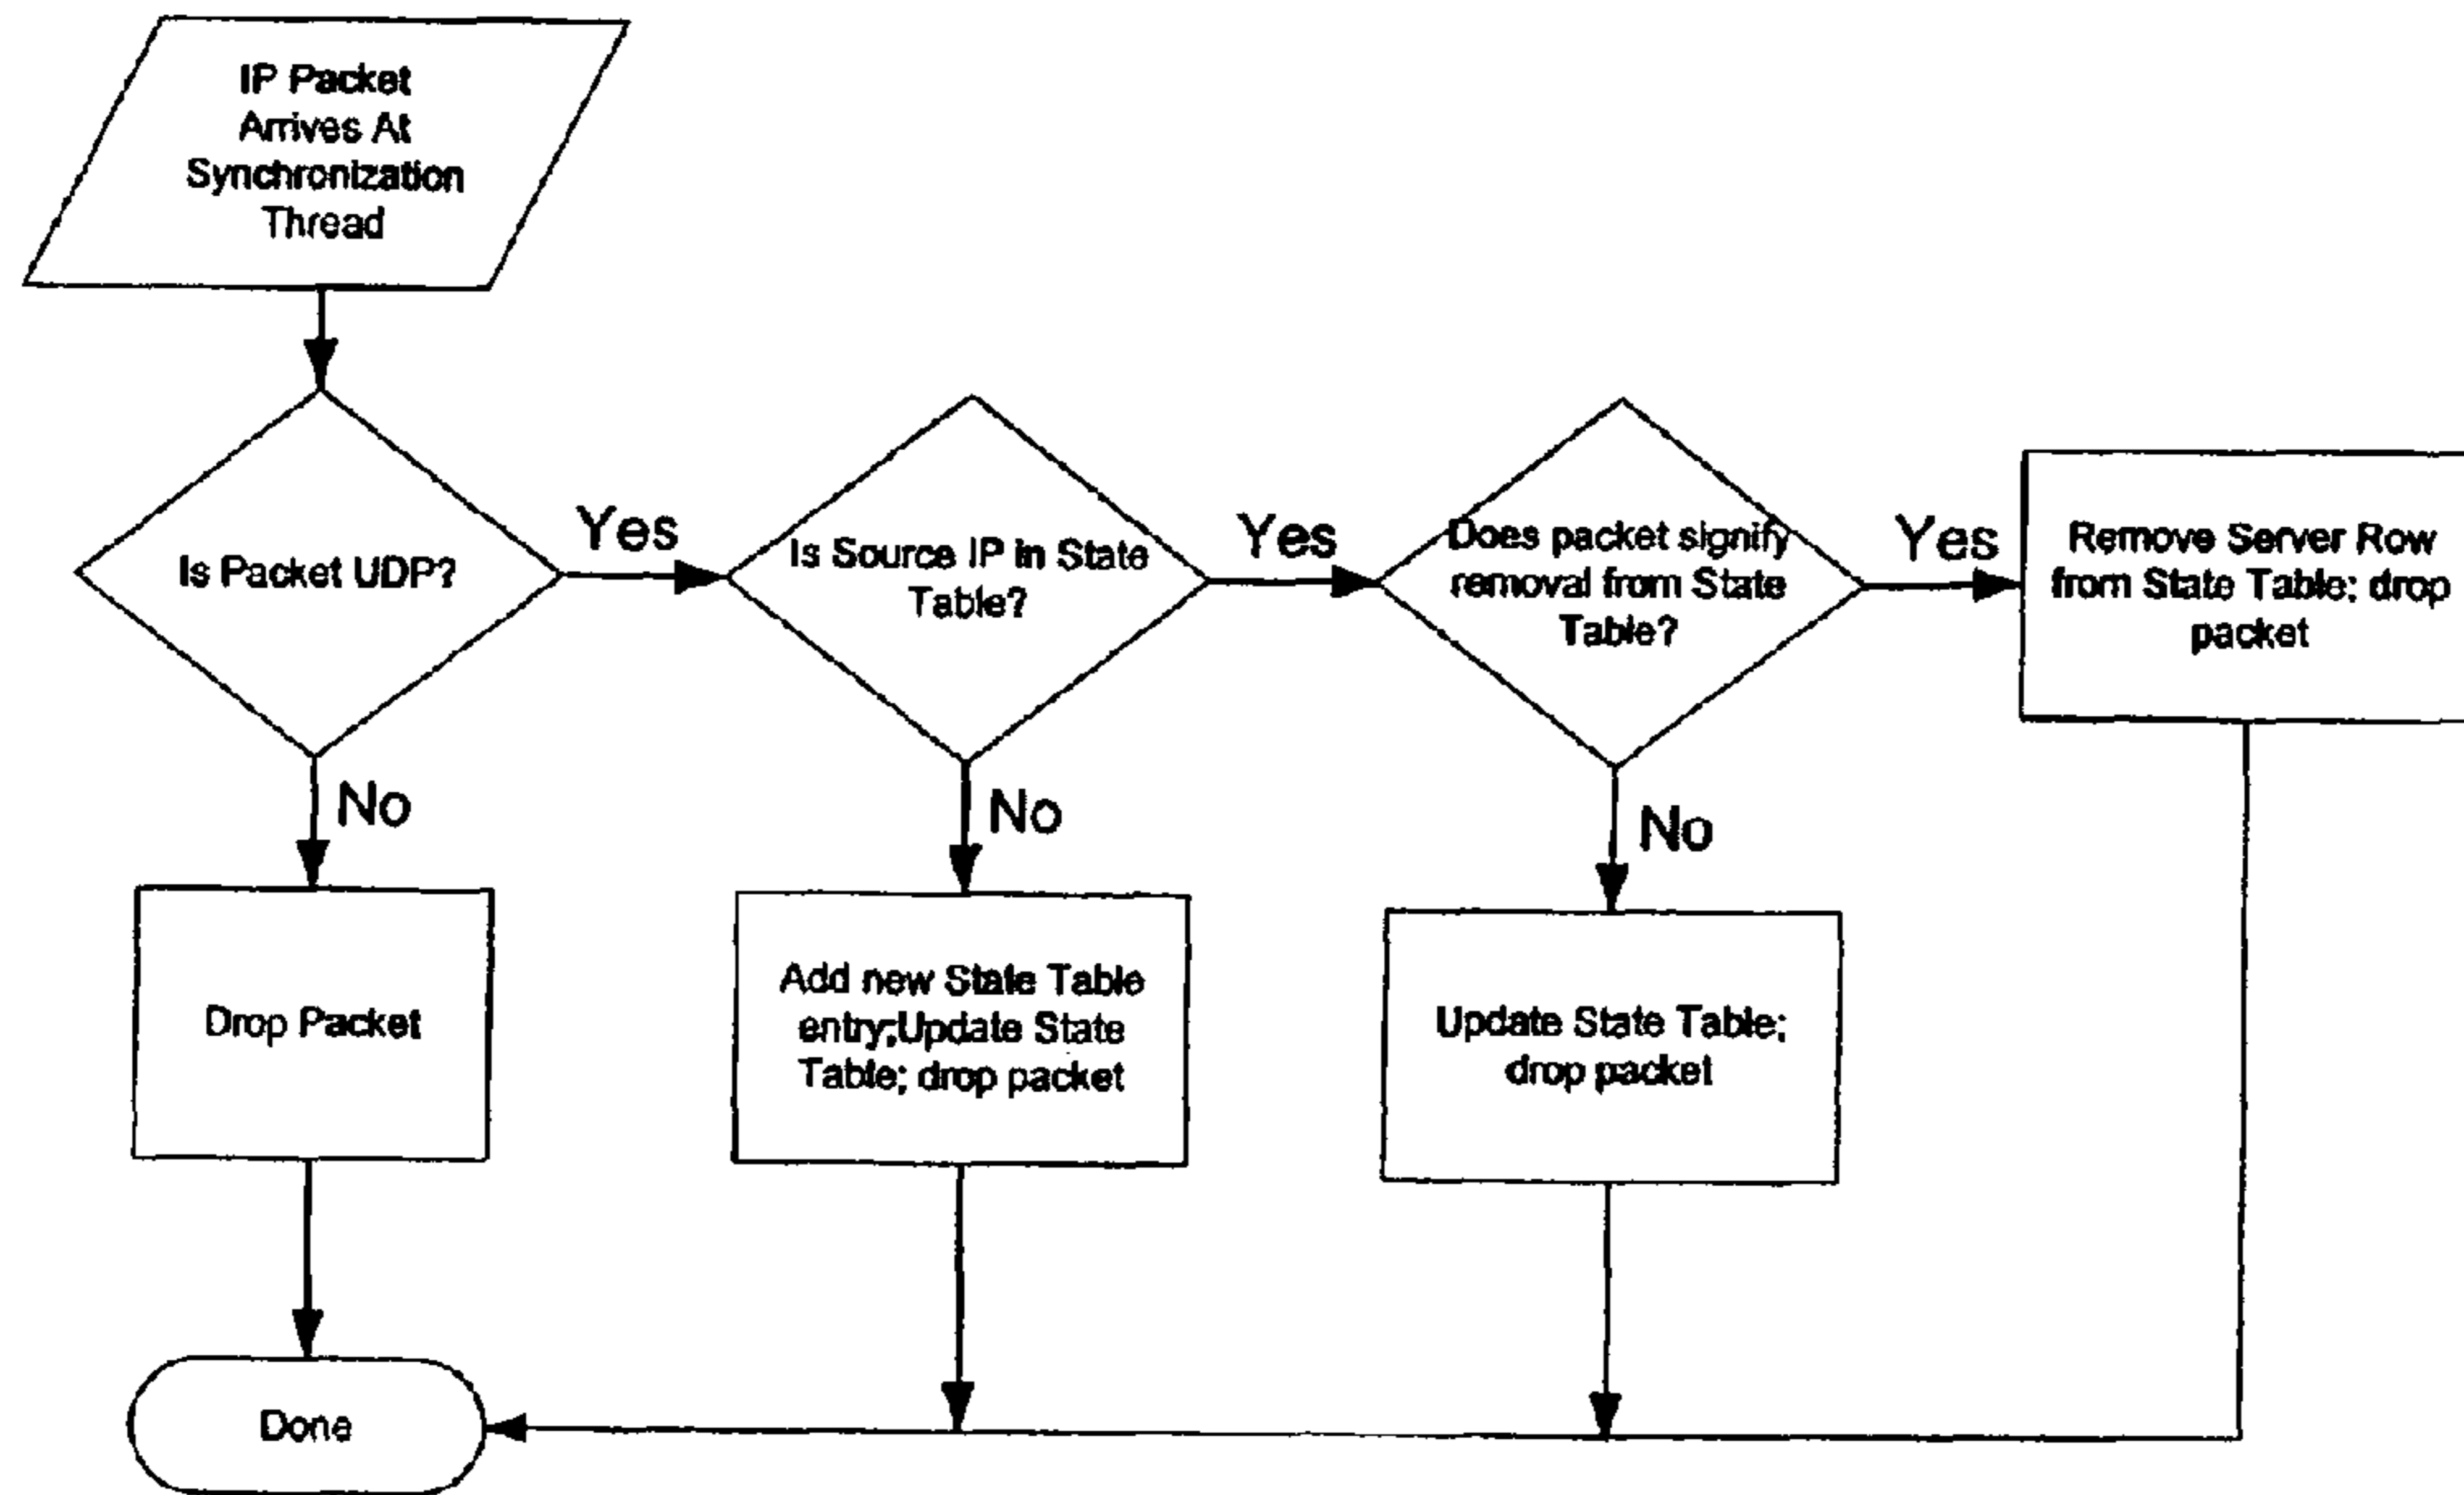 IP Packet
Arrives At
Synchronization
Thread
Is Packet UDP?
Yes
Is Source IP in State
Table?
Yes
Does packet signify
removal from State
Table?
Yes
Remove Server Row
from State Table; drop
packet
No
No
No
Drop Packet
Add new State Table
entry;Update State
Table; drop packet
Update State Table;
drop packet
Done